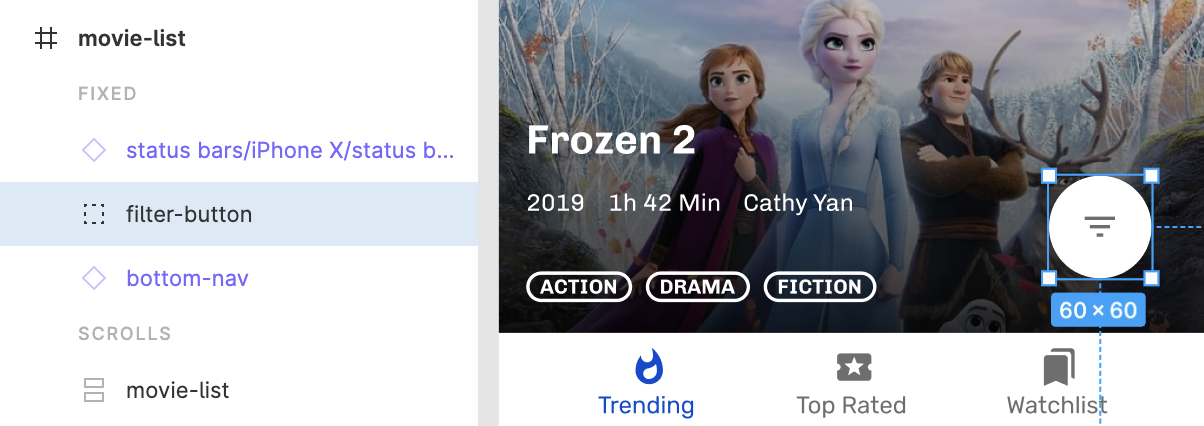 movie-list
FIXED
status bars/iPhone X/status b...
filter-button
bottom-nav
SCROLLS
movie-list
Frozen 2
2019 1h 42 Min Cathy Yan
ACTION DRAMA FICTION
60 × 60
Trending Top Rated Watchlist